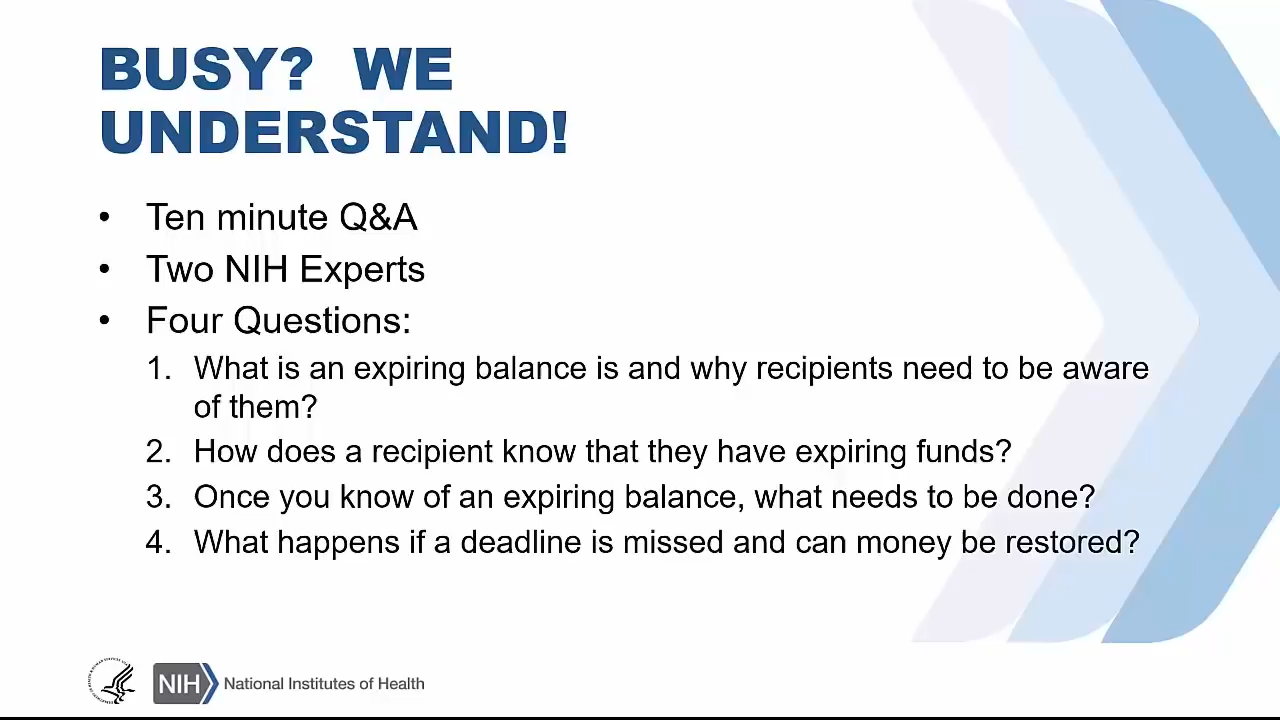 BUSY? WE
UNDERSTAND!
• Ten minute Q&A
• Two NIH Experts
• Four Questions:
1. What is an expiring balance is and why recipients need to be aware
of them?
2. How does a recipient know that they have expiring funds?
3. Once you know of an expiring balance, what needs to be done?
4. What happens if a deadline is missed and can money be restored?
NIH National Institutes of Health